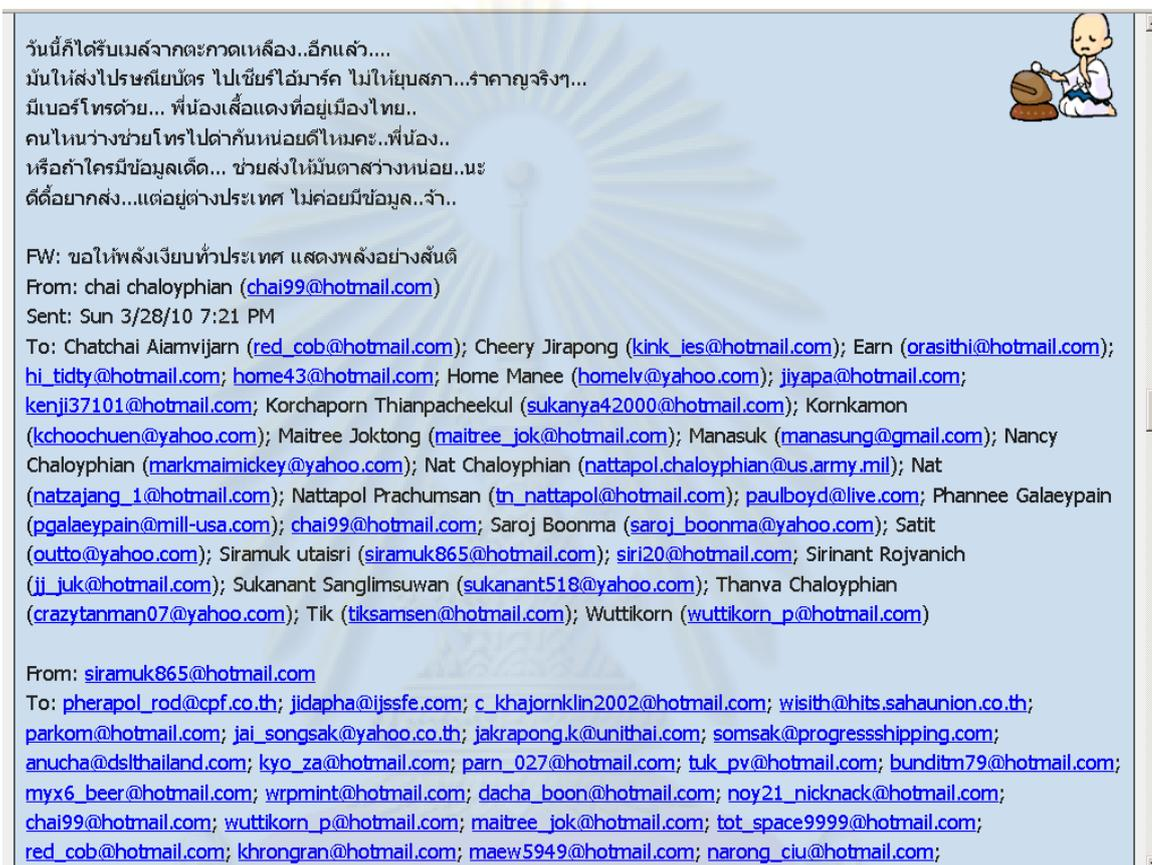 วันนี้ก็ได้รับเมล์จากตะกวดเหลือง..อีกแล้ว....
มันให้ส่งไปรษณียบัตร ไปเชียร์ไอ้มาร์ค ไม่ให้ยุบสภา...รำคาญจริงๆ...
มีเบอร์โทรด้วย... พี่น้องเสื้อแดงที่อยู่เมืองไทย..
คนไหนว่างช่วยโทรไปด่ากันหน่อยดีไหมคะ..พี่น้อง..
หรือถ้าใครมีข้อมูลเด็ด... ช่วยส่งให้มันตาสว่างหน่อย..นะ
ดีดี้อยากส่ง...แต่อยู่ต่างประเทศ ไม่ค่อยมีข้อมูล..จ้า..
FW: ขอให้พลังเงียบทั่วประเทศ แสดงพลังอย่างสันติ
From: chai chaloyphian (chai99@hotmail.com)
Sent: Sun 3/28/10 7:21 PM
To: Chatchai Aiamvijarn (red_cob@hotmail.com); Cheery Jirapong (kink_ies@hotmail.com); Earn (orasithi@hotmail.com);
hi_tidty@hotmail.com; home43@hotmail.com; Home Manee (homelv@yahoo.com); jiyapa@hotmail.com;
kenji37101@hotmail.com; Korchaporn Thianpacheekul (sukanya42000@hotmail.com); Kornkamon
(kchoochuen@yahoo.com); Maitree Joktong (maitree_jok@hotmail.com); Manasuk (manasung@gmail.com); Nancy
Chaloyphian (markmaimickey@yahoo.com); Nat Chaloyphian (nattapol.chaloyphian@us.army.mil); Nat
(natzajang_1@hotmail.com); Nattapol Prachumsan (tn_nattapol@hotmail.com); paulboyd@live.com; Phannee Galaeypain
(pgalaeypain@mill-usa.com); chai99@hotmail.com; Saroj Boonma (saroj_boonma@yahoo.com); Satit
(outto@yahoo.com); Siramuk utaisri (siramuk865@hotmail.com); siri20@hotmail.com; Sirinant Rojvanich
(jj_juk@hotmail.com); Sukanant Sanglimsuwan (sukanant518@yahoo.com); Thanva Chaloyphian
(crazytanman07@yahoo.com); Tik (tiksamsen@hotmail.com); Wuttikorn (wuttikorn_p@hotmail.com)
From: siramuk865@hotmail.com
To: pherapol_rod@cpf.co.th; jidapha@ijssfe.com; c_khajornklin2002@hotmail.com; wisith@hits.sahaunion.co.th;
parkom@hotmail.com; jai_songsak@yahoo.co.th; jakrapong.k@unithai.com; somsak@progressshipping.com;
anucha@dslthailand.com; kyo_za@hotmail.com; parn_027@hotmail.com; tuk_pv@hotmail.com; bunditm79@hotmail.com;
myx6_beer@hotmail.com; wrpmint@hotmail.com; dacha_boon@hotmail.com; noy21_nicknack@hotmail.com;
chai99@hotmail.com; wuttikorn_p@hotmail.com; maitree_jok@hotmail.com; tot_space9999@hotmail.com;
red_cob@hotmail.com; khrongran@hotmail.com; maew5949@hotmail.com; narong_ciu@hotmail.com;